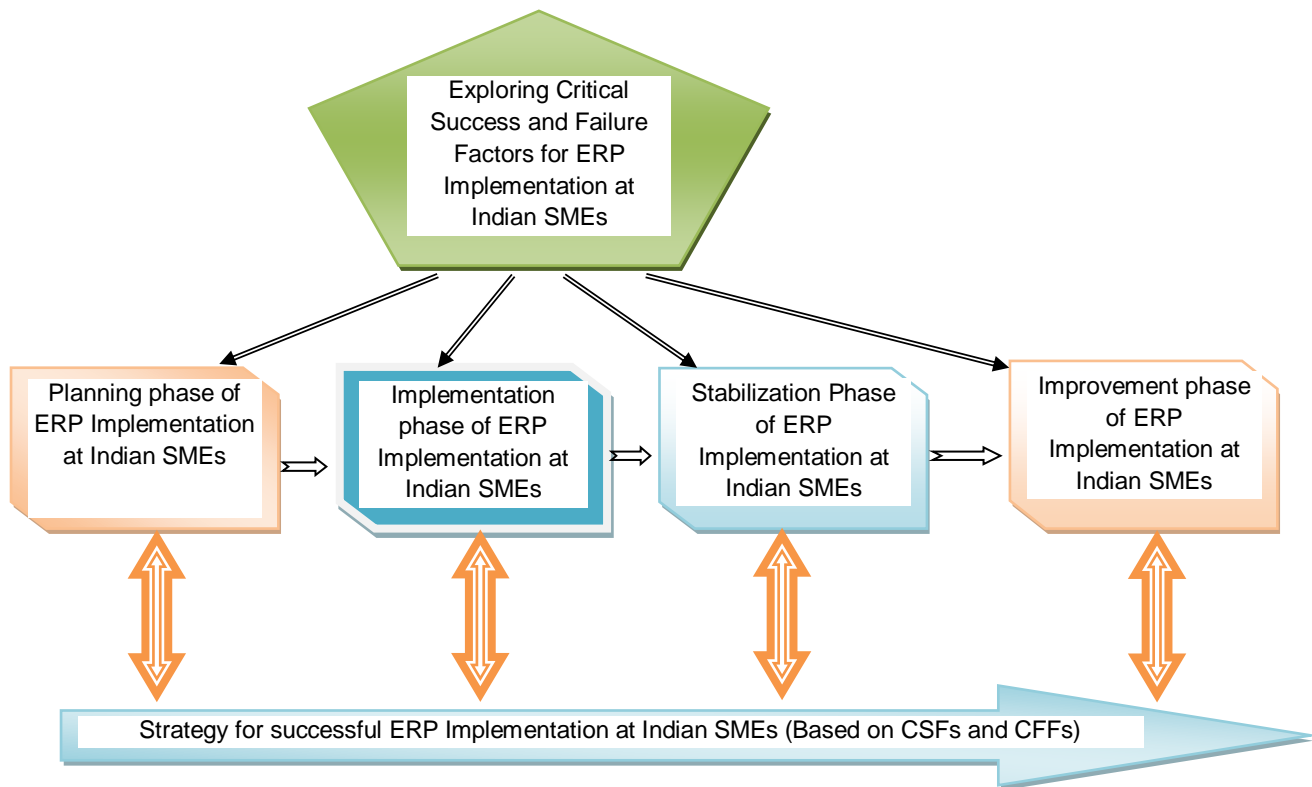 Exploring Critical
Success and Failure
Factors for ERP
Implementation at
Indian SMEs
Planning phase of
ERP Implementation
at Indian SMEs
Implementation
phase of ERP
Implementation at
Indian SMEs
Stabilization Phase
of ERP
Implementation at
Indian SMEs
Improvement phase
of ERP
Implementation at
Indian SMEs
Strategy for successful ERP Implementation at Indian SMEs (Based on CSFs and CFFs)